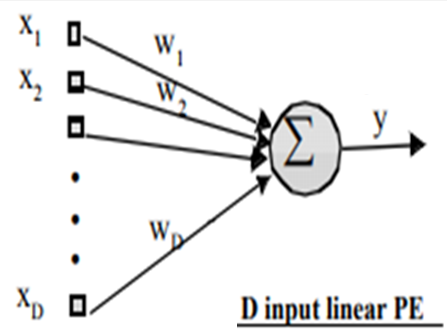 x1
w1
x2
w2
Σ
y
wD
xD
D input linear PE